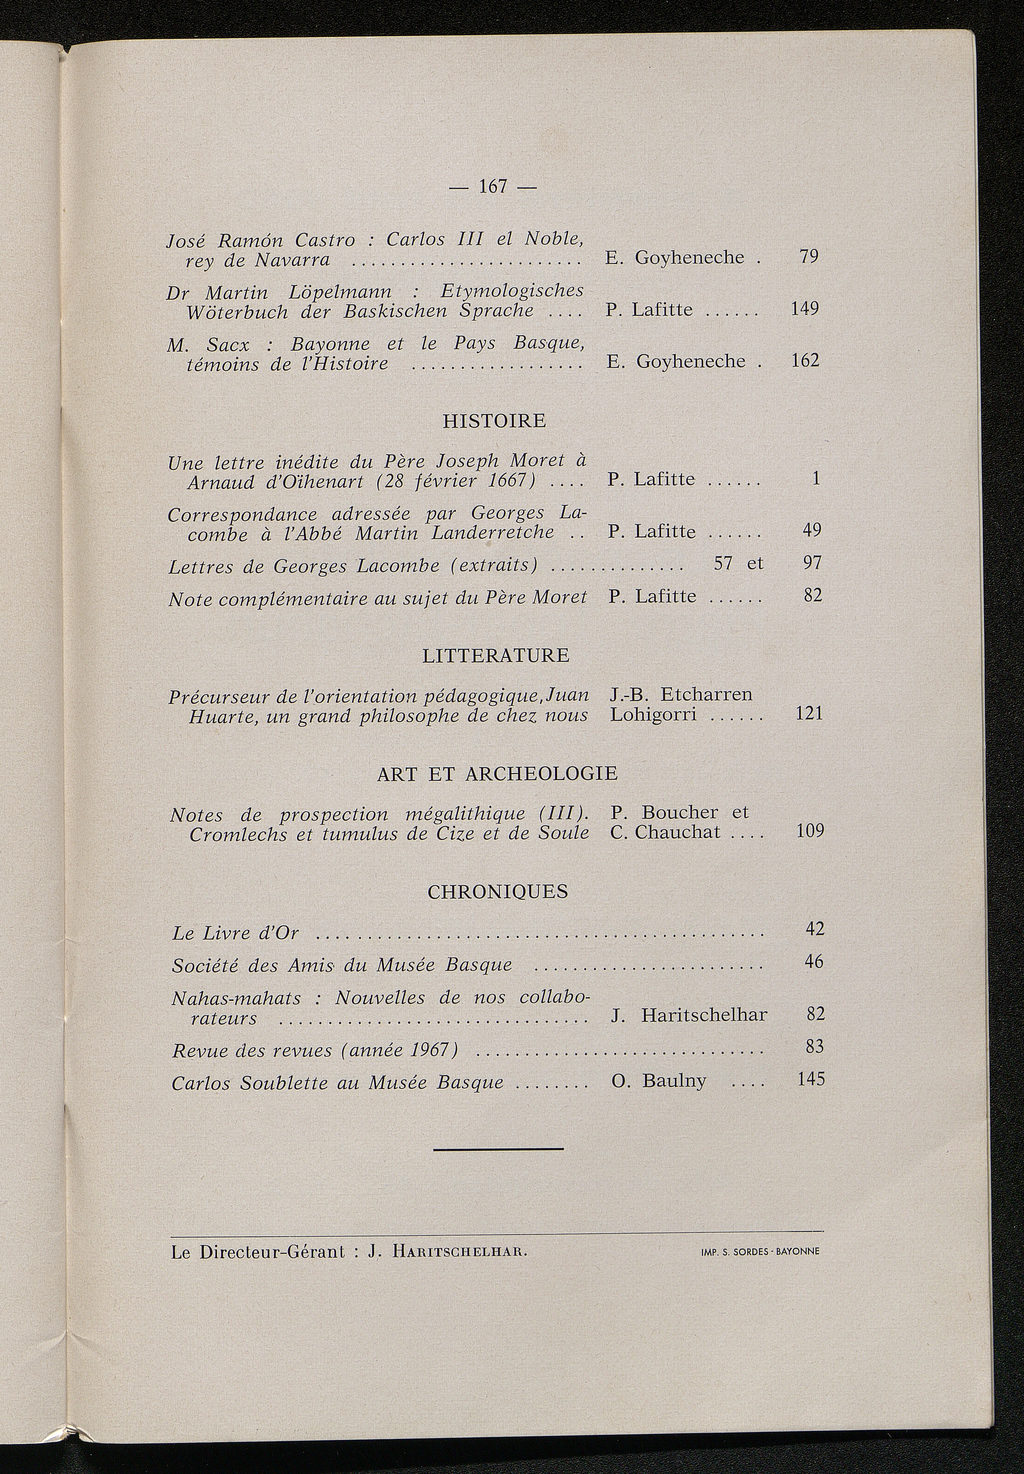 — 167 —
José Ramón Castro : Carlos III el Noble,
rey de Navarra ........................ E. Goyheneche . 79
Dr Martin Löpelmann : Etymologisches
Wöterbuch der Baskischen Sprache .... P. Lafitte ...... 149
M. Sacx : Bayonne et le Pays Basque,
témoins de l'Histoire .................. E. Goyheneche . 162
HISTOIRE
Une lettre inédite du Père Joseph Moret à
Arnaud d'Oïhenart (28 février 1667) .... P. Lafitte ...... 1
Correspondance adressée par Georges La-
combe à l'Abbé Martin Landerretche .. P. Lafitte ...... 49
Lettres de Georges Lacombe (extraits) .............. 57 et 97
Note complémentaire au sujet du Père Moret P. Lafitte ...... 82
LITTERATURE
Précurseur de l'orientation pédagogique, Juan J.-B. Etcharren
Huarte, un grand philosophe de chez nous Lohigorri ...... 121
ART ET ARCHEOLOGIE
Notes de prospection mégalithique (III). P. Boucher et
Cromlechs et tumulus de Cize et de Soule C. Chauchat .... 109
CHRONIQUES
Le Livre d'Or ............................................. 42
Société des Amis du Musée Basque ........................ 46
Nahas-mahats : Nouvelles de nos collabo-
rateurs ................................ J. Haritschelhar 82
Revue des revues (année 1967) .............................. 83
Carlos Soublette au Musée Basque ........ O. Baulny .... 145
Le Directeur-Gérant : J. HARITSCHELHAR. IMP. S. SORDES - BAYONNE